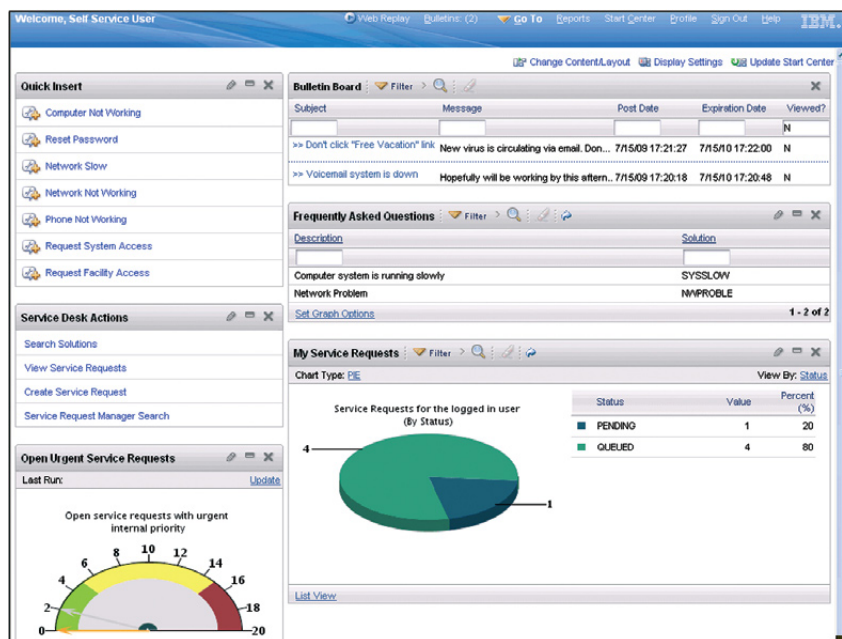 Welcome, Self Service User
Web Replay Bulletins: (2) Go To Reports Start Center Profile Sign Out Help IBM.
Change Content/Layout Display Settings Update Start Center
Quick Insert
Computer Not Working
Reset Password
Network Slow
Network Not Working
Phone Not Working
Request System Access
Request Facility Access
Service Desk Actions
Search Solutions
View Service Requests
Create Service Request
Service Request Manager Search
Open Urgent Service Requests
Last Run: Update
Open service requests with urgent
internal priority
0 2 4 6 8 10 12 14 16 18 20
Bulletin Board Filter >
Subject Message Post Date Expiration Date Viewed?
N
>> Don't click "Free Vacation" link New virus is circulating via email. Don... 7/15/09 17:21:27 7/15/10 17:22:00 N
>> Voicemail system is down Hopefully will be working by this aftern... 7/15/09 17:20:18 7/15/10 17:20:48 N
Frequently Asked Questions Filter >
Description Solution
Computer system is running slowly SYSSLOW
Network Problem NWPROBLE
Set Graph Options 1 - 2 of 2
My Service Requests Filter >
Chart Type: PIE View By: Status
Service Requests for the logged in user
(By Status)
4
1
Status Value Percent
(%)
PENDING 1 20
QUEUED 4 80
List View